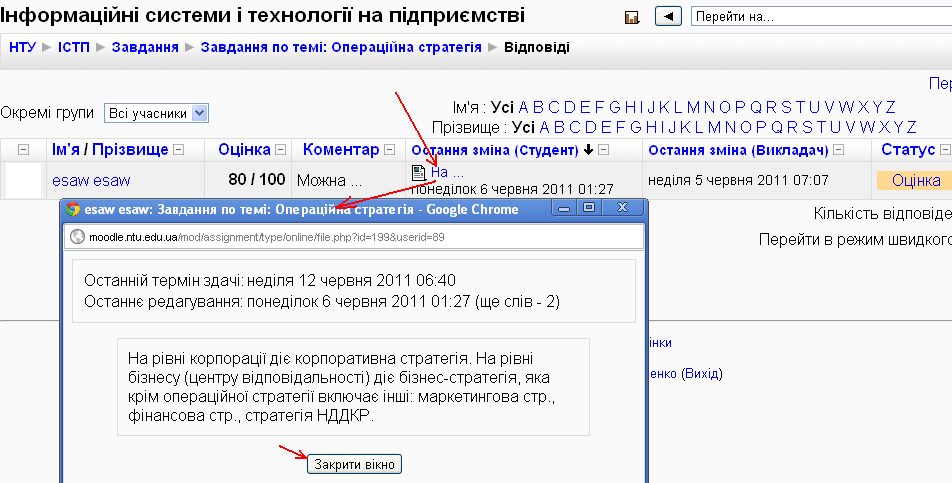 Інформаційні системи і технології на підприємстві
Перейти на...
НТУ ► ІСТП ► Завдання ► Завдання по темі: Операційна стратегія ► Відповіді
Пер
Окремі групи Всі учасники
Ім'я : Усі A B C D E F G H I J K L M N O P Q R S T U V W X Y Z
Прізвище : Усі A B C D E F G H I J K L M N O P Q R S T U V W X Y Z
Ім'я / Прізвище Оцінка Коментар Остання зміна (Студент) Остання зміна (Викладач) Статус
esaw esaw 80 / 100 Можна ... На ... неділя 5 червня 2011 07:07 Оцінка
понеділок 6 червня 2011 01:27
esaw esaw: Завдання по темі: Операційна стратегія - Google Chrome
Кількість відповіде
moodle.ntu.edu.ua/mod/assignment/type/online/file.php?id=199&userid=89
Перейти в режим швидкого
Останній термін здачі: неділя 12 червня 2011 06:40
Останнє редагування: понеділок 6 червня 2011 01:27 (ще слів - 2)
інки
На рівні корпорації діє корпоративна стратегія. На рівні
бізнесу (центру відповідальності) діє бізнес-стратегія, яка
крім операційної стратегії включає інші: маркетингова стр.,
фінансова стр., стратегія НДДКР.
енко (Вихід)
Закрити вікно